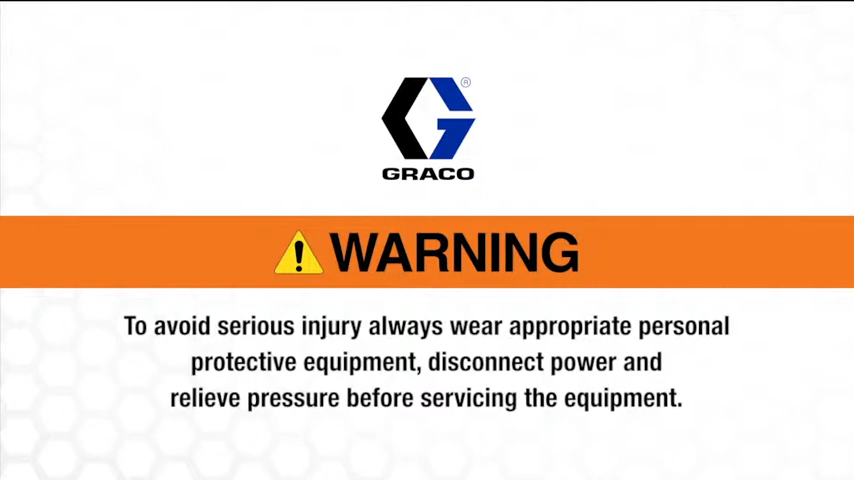 ®
GRACO
WARNING
To avoid serious injury always wear appropriate personal
protective equipment, disconnect power and
relieve pressure before servicing the equipment.